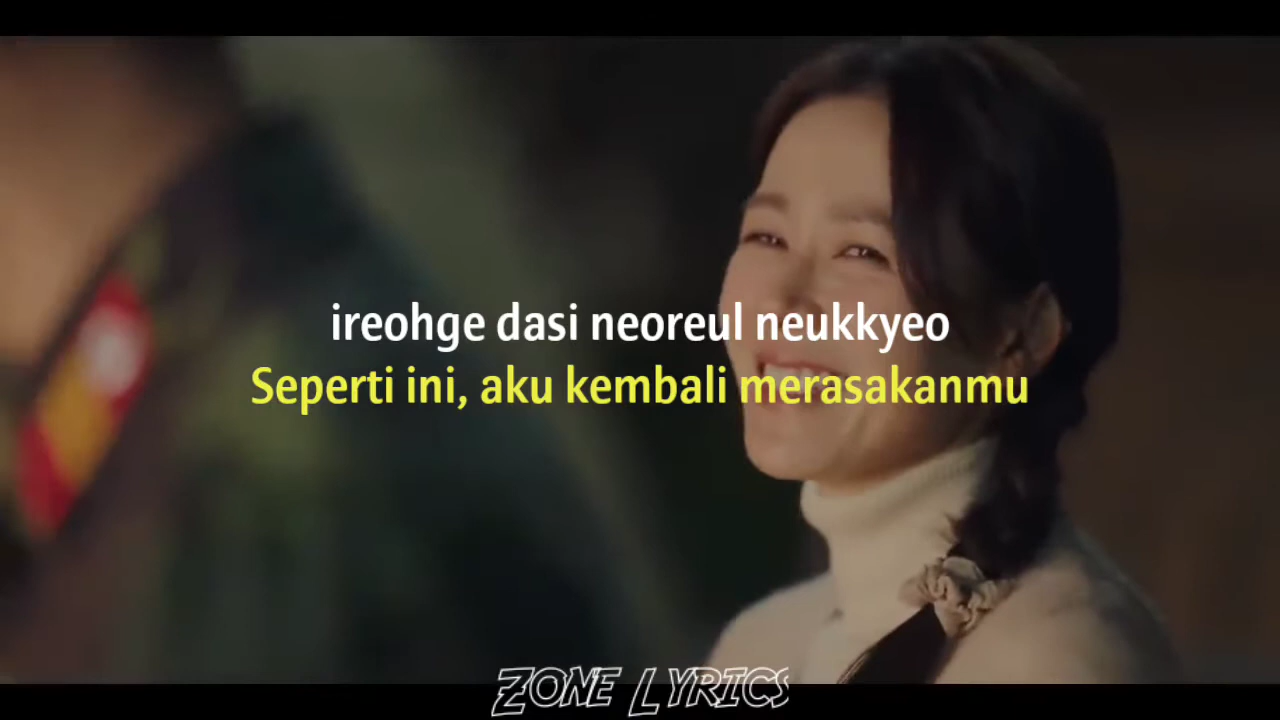 ireohge dasi neoreul neukkyeo
Seperti ini, aku kembali merasakanmu
ZONE LYRICS